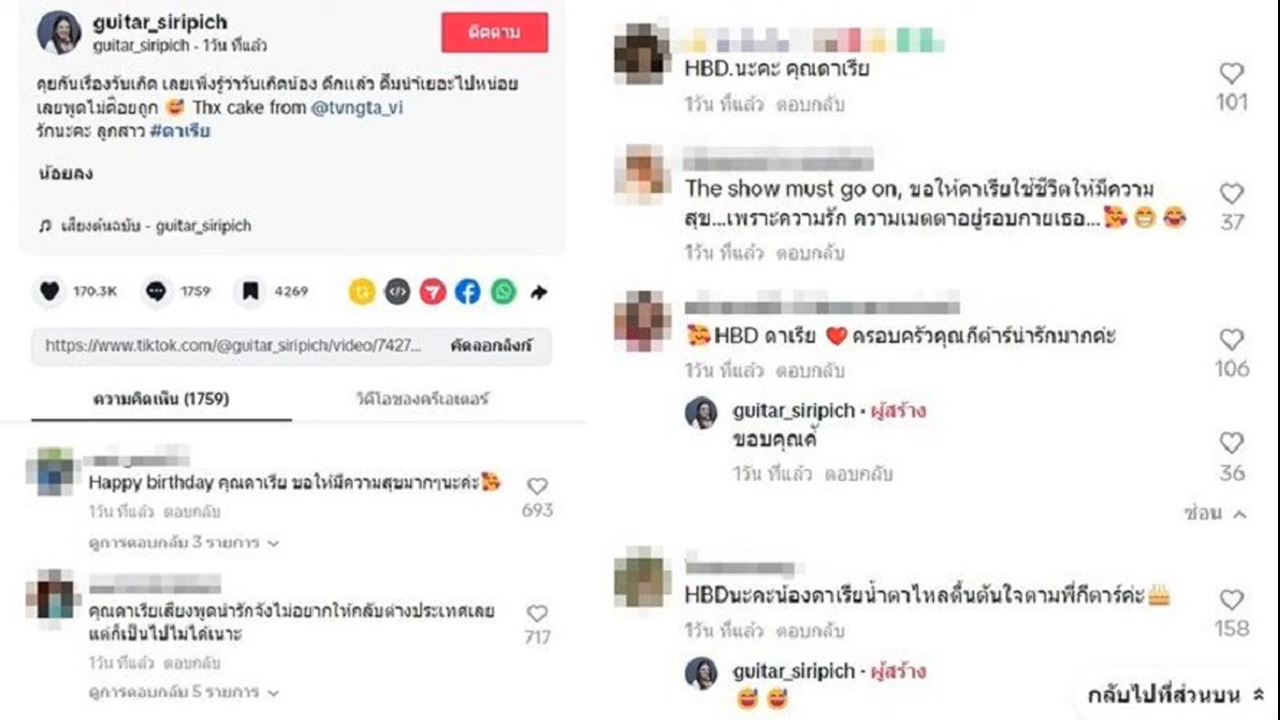 guitar_siripich
guitar_siripich · 1วัน ที่แล้ว
ติดตาม
คุยกันเรื่องวันเกิด เลยเพิ่งรู้ว่าวันเกิดน้อง ดึกแล้ว ดื่มน้ำเยอะไปหน่อย
เลยพูดไม่ค่อยถูก 😅 Thx cake from @tvngta_vi
รักนะคะ ลูกสาว #ดาเรีย
น้อยลง
♫ เสียงต้นฉบับ - guitar_siripich
170.3K
1759
4269
https://www.tiktok.com/@guitar_siripich/video/7427...
คัดลอกลิงก์
ความคิดเห็น (1759)
วิดีโอของครีเอเตอร์
Happy birthday คุณดาเรีย ขอให้มีความสุขมากๆนะค่ะ🥰
693
1วัน ที่แล้ว ตอบกลับ
ดูการตอบกลับ 3 รายการ
คุณดาเรียเสียงพูดน่ารักจังไม่อยากให้กลับต่างประเทศเลย
แต่ก็เป็นไปไม่ได้เนาะ
717
1วัน ที่แล้ว ตอบกลับ
ดูการตอบกลับ 5 รายการ
HBD.นะคะ คุณดาเรีย
101
1วัน ที่แล้ว ตอบกลับ
The show must go on, ขอให้ดาเรียใช้ชีวิตให้มีความ
สุข...เพราะความรัก ความเมตตาอยู่รอบกายเธอ...🥰😁😂
37
1วัน ที่แล้ว ตอบกลับ
🥰HBD ดาเรีย ❤️ ครอบครัวคุณกีต้าร์น่ารักมากค่ะ
106
1วัน ที่แล้ว ตอบกลับ
guitar_siripich · ผู้สร้าง
ขอบคุณค่ั
36
1วัน ที่แล้ว ตอบกลับ
ซ่อน
HBDนะคะน้องดาเรียน้ำตาไหลตื้นตันใจตามพี่กีตาร์ค่ะ🎂
158
1วัน ที่แล้ว ตอบกลับ
guitar_siripich · ผู้สร้าง
😅 😅
กลับไปที่ส่วนบน